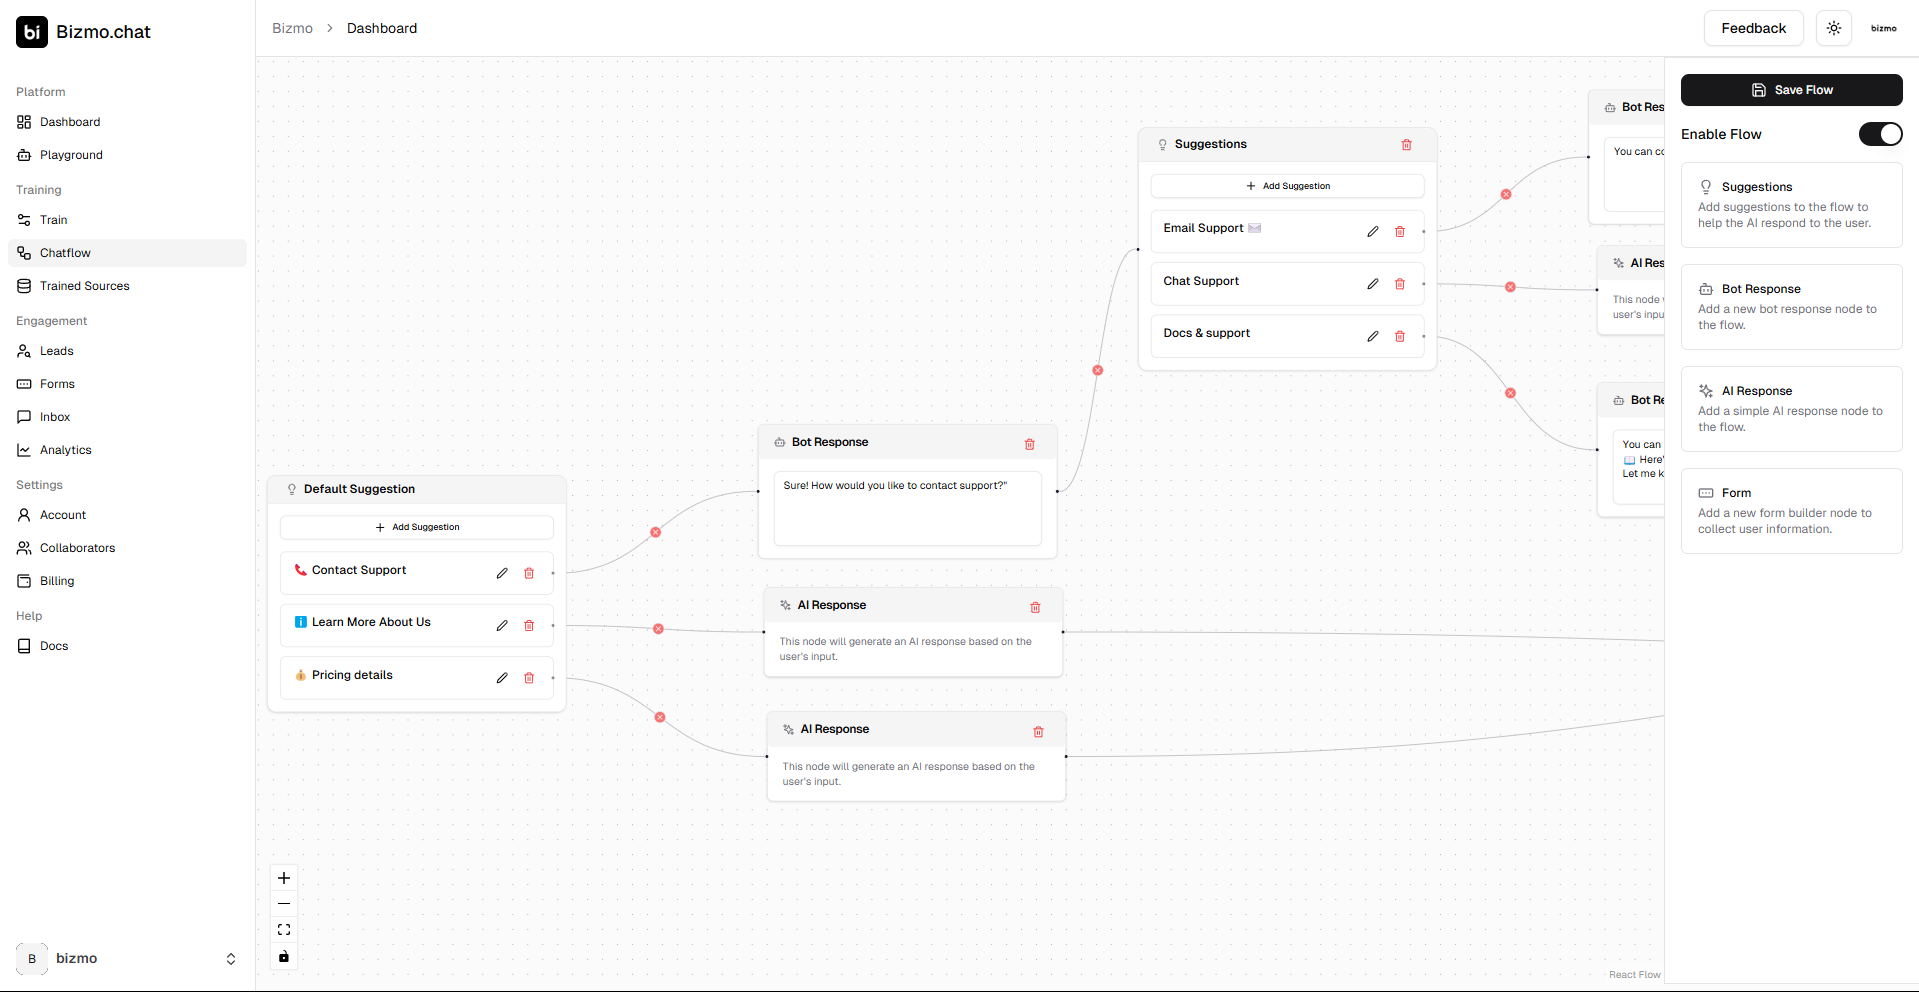 bi Bizmo.chat
Platform
Dashboard
Playground
Training
Train
Chatflow
Trained Sources
Engagement
Leads
Forms
Inbox
Analytics
Settings
Account
Collaborators
Billing
Help
Docs
B bizmo
Bizmo > Dashboard
Feedback
bizmo
Default Suggestion
+ Add Suggestion
📞 Contact Support
ℹ️ Learn More About Us
💰 Pricing details
Bot Response
Sure! How would you like to contact support?"
AI Response
This node will generate an AI response based on the
user's input.
AI Response
This node will generate an AI response based on the
user's input.
Suggestions
+ Add Suggestion
Email Support 📧
Chat Support
Docs & support
Bot Res
You can co
AI Res
This node
user's inpu
Bot Re
You can
📖 Here'
Let me k
React Flow
Save Flow
Enable Flow
Suggestions
Add suggestions to the flow to
help the AI respond to the user.
Bot Response
Add a new bot response node to
the flow.
AI Response
Add a simple AI response node to
the flow.
Form
Add a new form builder node to
collect user information.